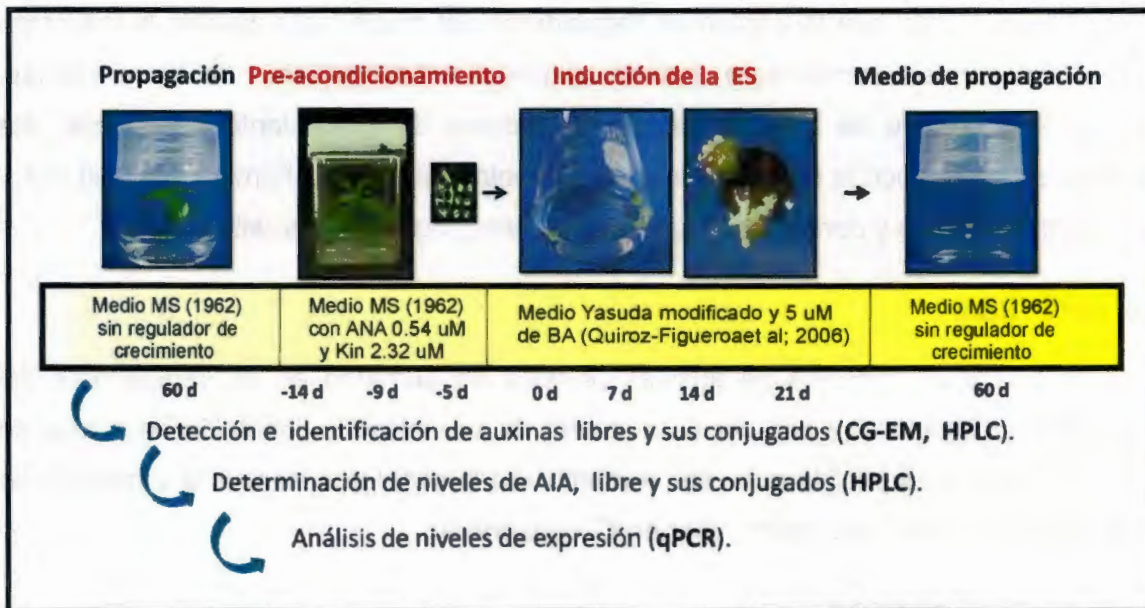 Propagación Pre-acondicionamiento Inducción de la ES Medio de propagación
Medio MS (1962)
sin regulador de
crecimiento
Medio MS (1962)
con ANA 0.54 uM
y Kin 2.32 uM
Medio Yasuda modificado y 5 uM
de BA (Quiroz-Figueroaet al; 2006)
Medio MS (1962)
sin regulador de
crecimiento
60 d -14 d -9 d -5 d 0 d 7 d 14 d 21 d 60 d
Detección e identificación de auxinas libres y sus conjugados (CG-EM, HPLC).
Determinación de niveles de AIA, libre y sus conjugados (HPLC).
Análisis de niveles de expresión (qPCR).